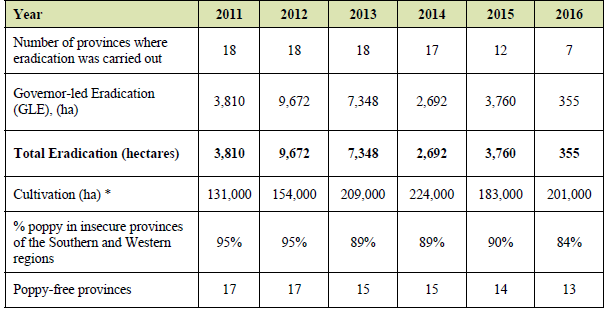 Year 2011 2012 2013 2014 2015 2016
Number of provinces where
eradication was carried out 18 18 18 17 12 7
Governor-led Eradication
(GLE), (ha) 3,810 9,672 7,348 2,692 3,760 355
Total Eradication (hectares) 3,810 9,672 7,348 2,692 3,760 355
Cultivation (ha) * 131,000 154,000 209,000 224,000 183,000 201,000
% poppy in insecure provinces
of the Southern and Western 95% 95% 89% 89% 90% 84%
regions
Poppy-free provinces 17 17 15 15 14 13